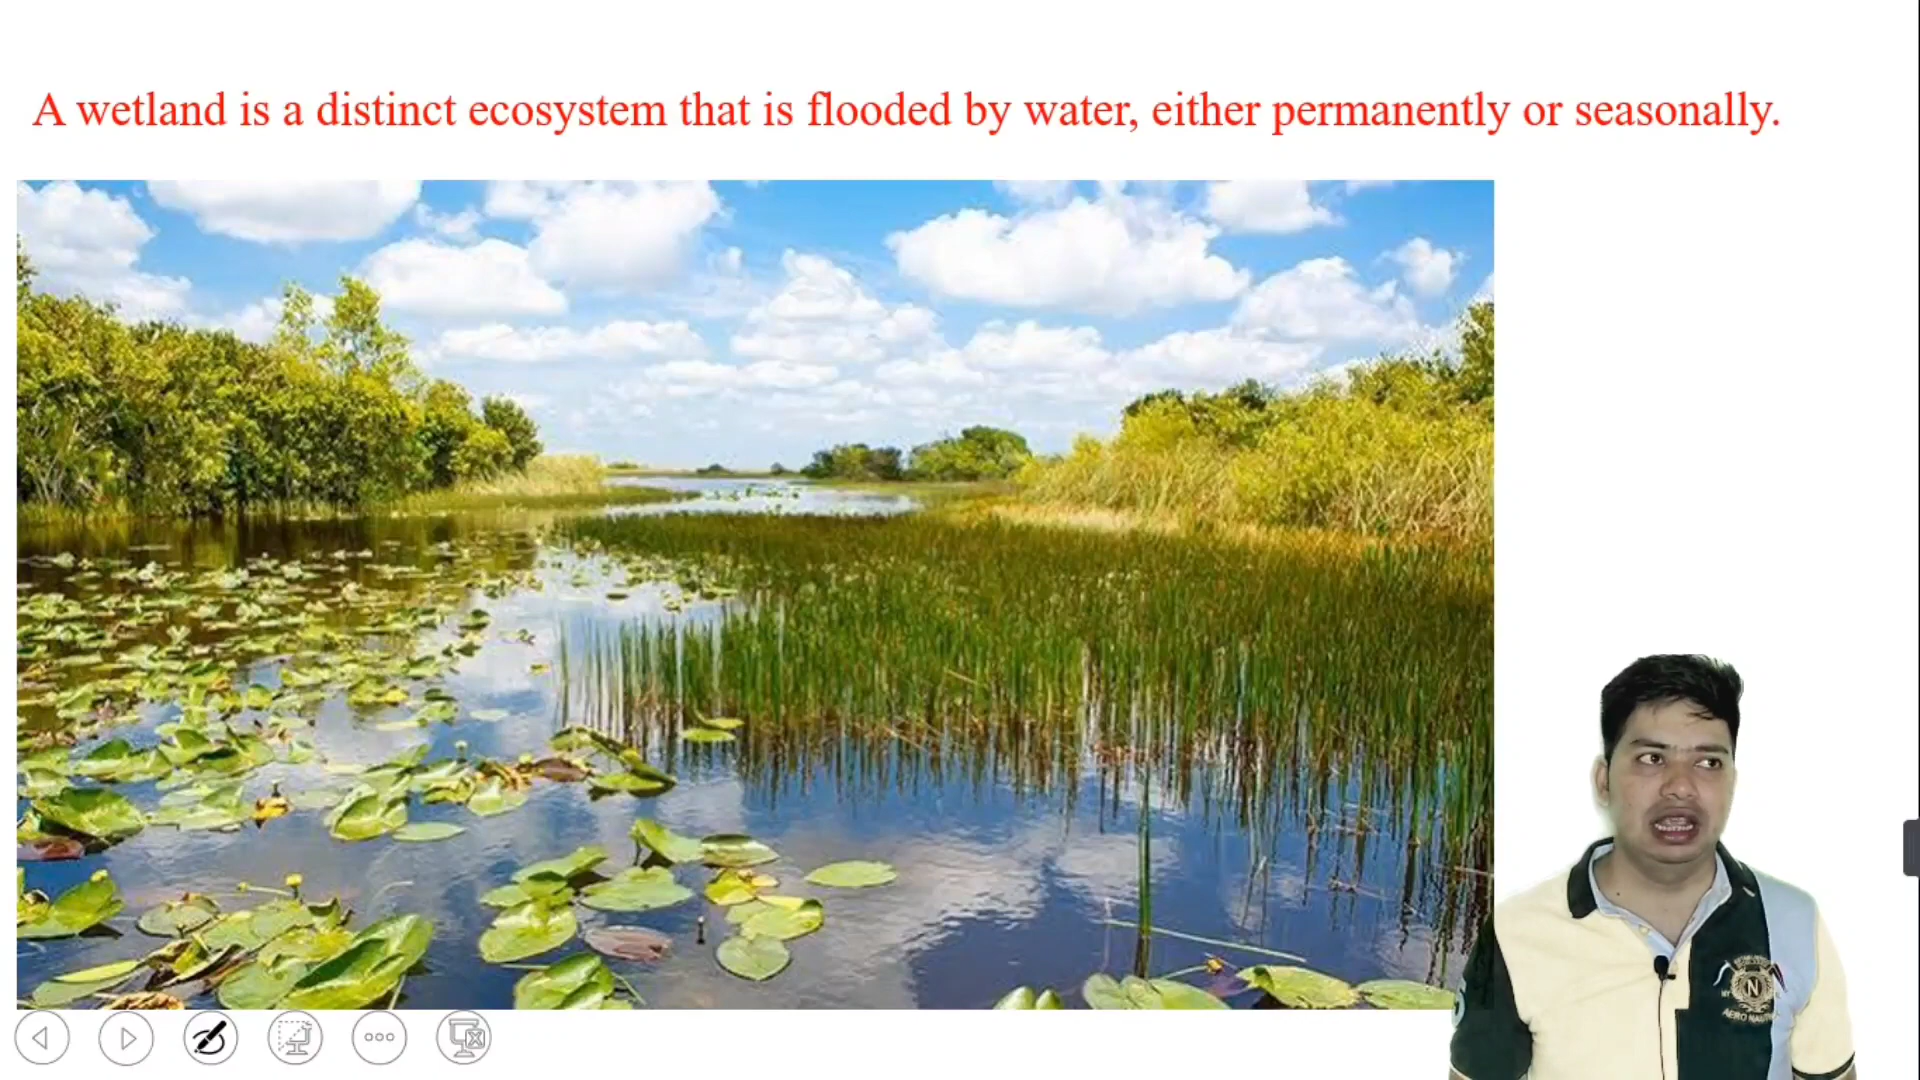 A wetland is a distinct ecosystem that is flooded by water, either permanently or seasonally.
N